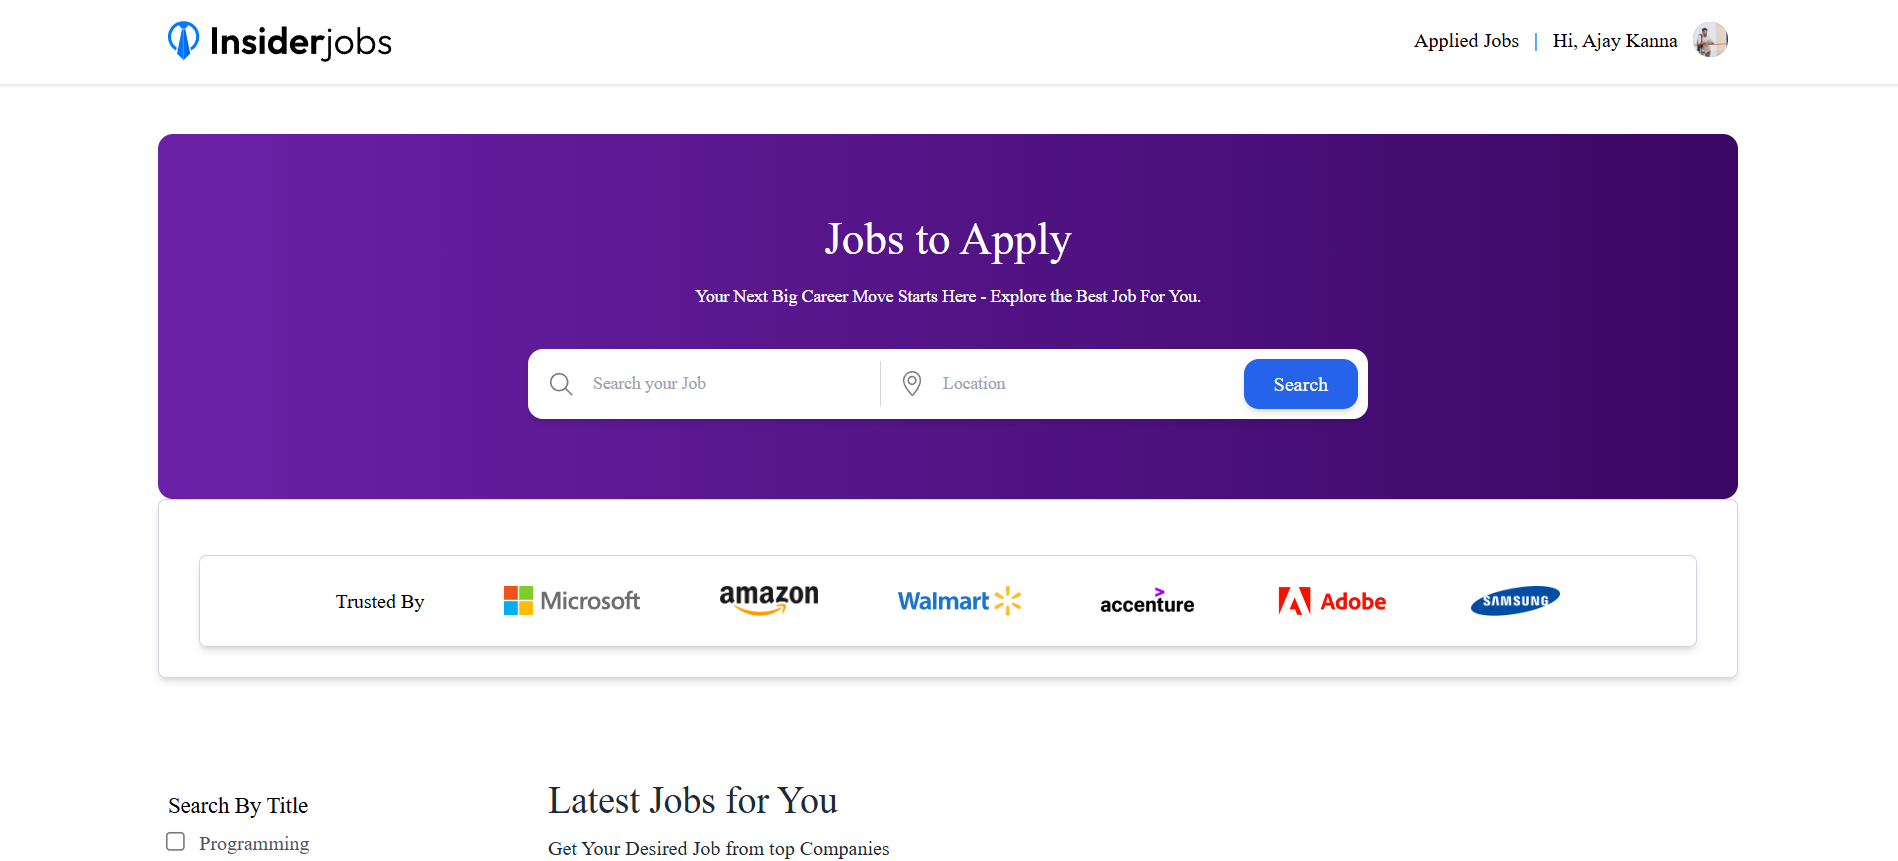 Insiderjobs
Applied Jobs | Hi, Ajay Kanna
Jobs to Apply
Your Next Big Career Move Starts Here - Explore the Best Job For You.
Search your Job
Location
Search
Trusted By
Microsoft
amazon
Walmart
accenture
Adobe
SAMSUNG
Search By Title
Programming
Latest Jobs for You
Get Your Desired Job from top Companies